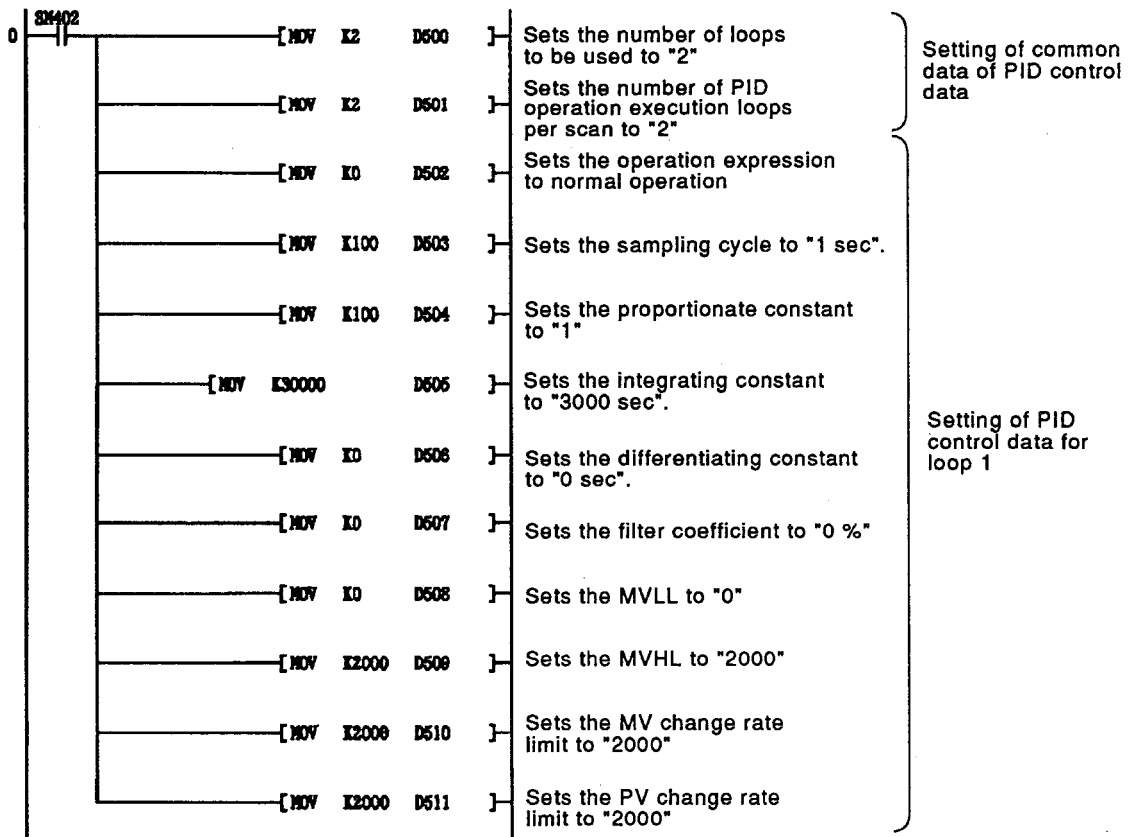 SM402
0
[ MOV K2 D500 ] Sets the number of loops
to be used to "2"
[ MOV K2 D501 ] Sets the number of PID
operation execution loops
per scan to "2"
Setting of common
data of PID control
data
[ MOV K0 D502 ] Sets the operation expression
to normal operation
[ MOV K100 D503 ] Sets the sampling cycle to "1 sec".
[ MOV K100 D504 ] Sets the proportionate constant
to "1"
[ MOV K30000 D505 ] Sets the integrating constant
to "3000 sec".
[ MOV K0 D506 ] Sets the differentiating constant
to "0 sec".
[ MOV K0 D507 ] Sets the filter coefficient to "0 %"
[ MOV K0 D508 ] Sets the MVLL to "0"
[ MOV K2000 D509 ] Sets the MVHL to "2000"
[ MOV K2000 D510 ] Sets the MV change rate
limit to "2000"
[ MOV K2000 D511 ] Sets the PV change rate
limit to "2000"
Setting of PID
control data for
loop 1